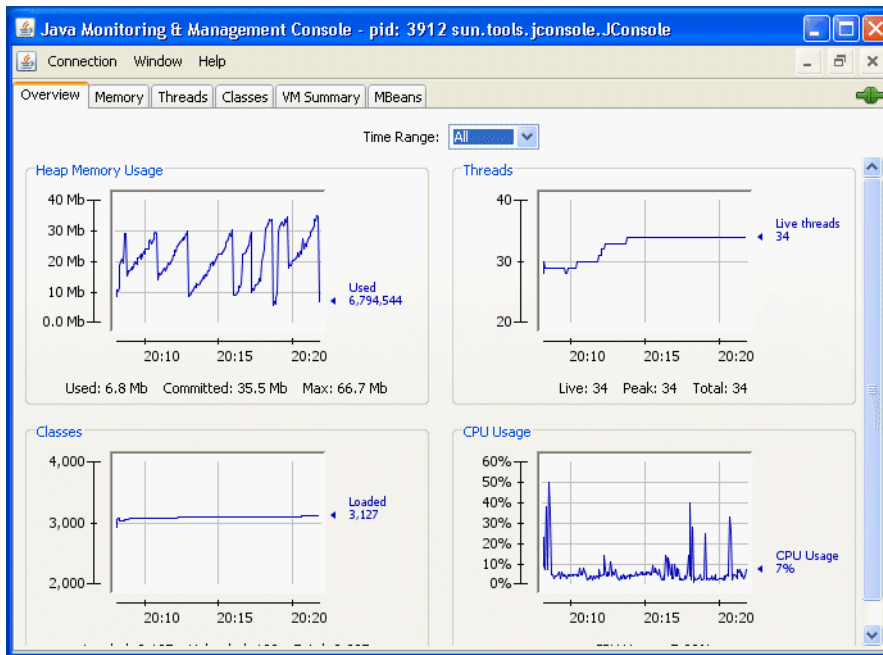 Java Monitoring & Management Console - pid: 3912 sun.tools.jconsole.JConsole
Connection Window Help
Overview Memory Threads Classes VM Summary MBeans
Time Range: All
Heap Memory Usage
40 Mb
30 Mb
20 Mb
10 Mb
0.0 Mb
Used
6,794,544
20:10 20:15 20:20
Used: 6.8 Mb Committed: 35.5 Mb Max: 66.7 Mb
Threads
40
30
20
Live threads
34
20:10 20:15 20:20
Live: 34 Peak: 34 Total: 34
Classes
4,000
3,000
2,000
Loaded
3,127
20:10 20:15 20:20
CPU Usage
60%
50%
40%
30%
20%
10%
0%
CPU Usage
7%
20:10 20:15 20:20